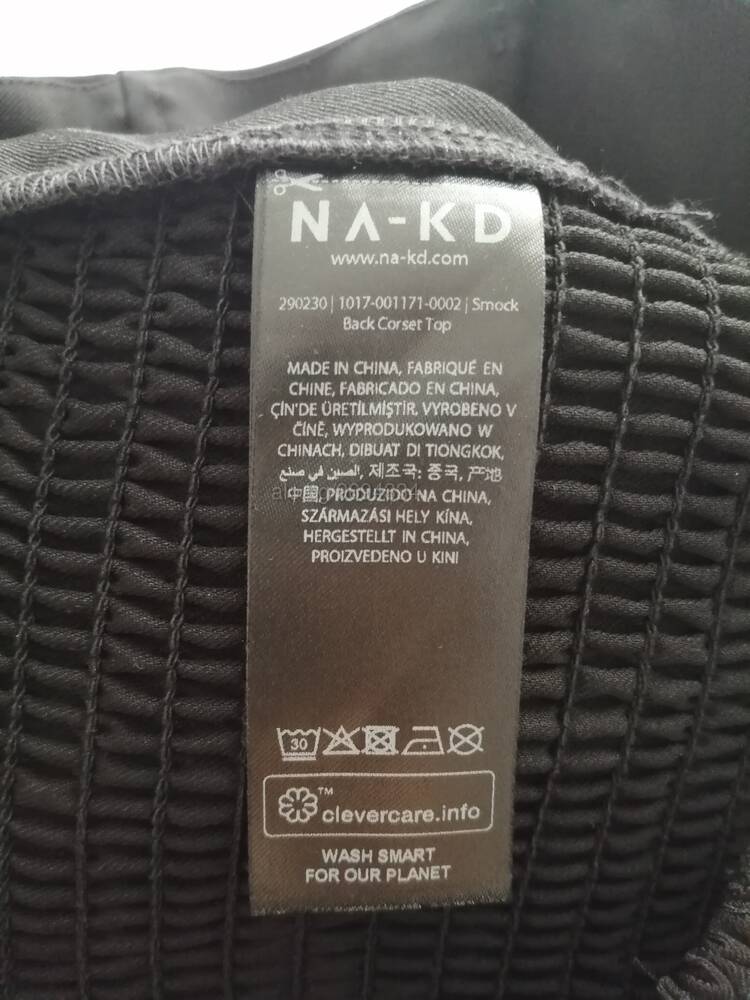 NA-KD
www.na-kd.com
290230 | 1017-001171-0002 | Smock
Back Corset Top
MADE IN CHINA, FABRIQUÉ EN
CHINE, FABRICADO EN CHINA,
ÇİN'DE ÜRETİLMİŞTİR. VYROBENO V
ČÍNĚ, WYPRODUKOWANO W
CHINACH, DIBUAT DI TIONGKOK,
الصين في صنع, 제조국: 중국, 产地
中国, PRODUZIDO NA CHINA,
SZÁRMAZÁSI HELY KÍNA,
HERGESTELLT IN CHINA,
PROIZVEDENO U KINI
30
™
clevercare.info
WASH SMART
FOR OUR PLANET